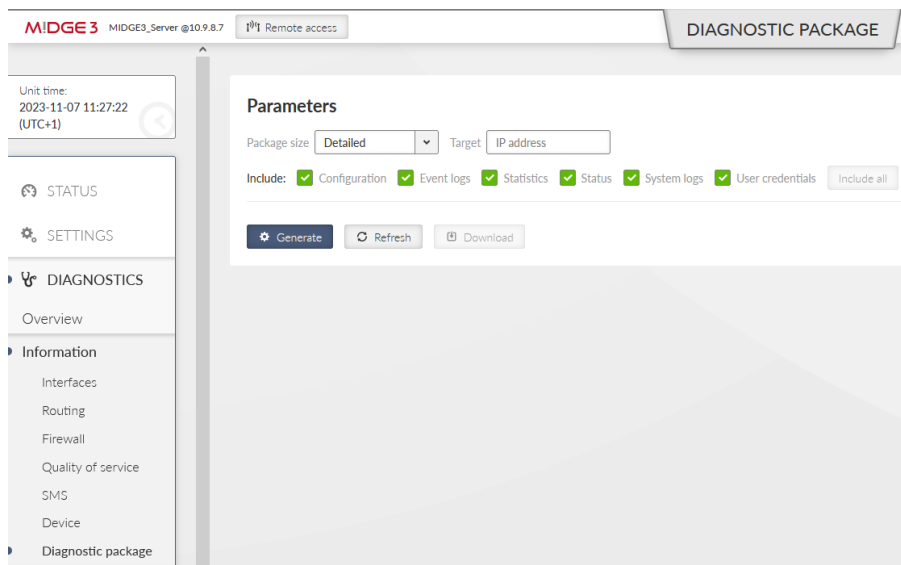 M!DGE 3 MIDGE3_Server @10.9.8.7 Remote access
DIAGNOSTIC PACKAGE
Unit time:
2023-11-07 11:27:22
(UTC+1)
STATUS
SETTINGS
DIAGNOSTICS
Overview
Information
Interfaces
Routing
Firewall
Quality of service
SMS
Device
Diagnostic package
Parameters
Package size Detailed Target IP address
Include: Configuration Event logs Statistics Status System logs User credentials Include all
Generate Refresh Download